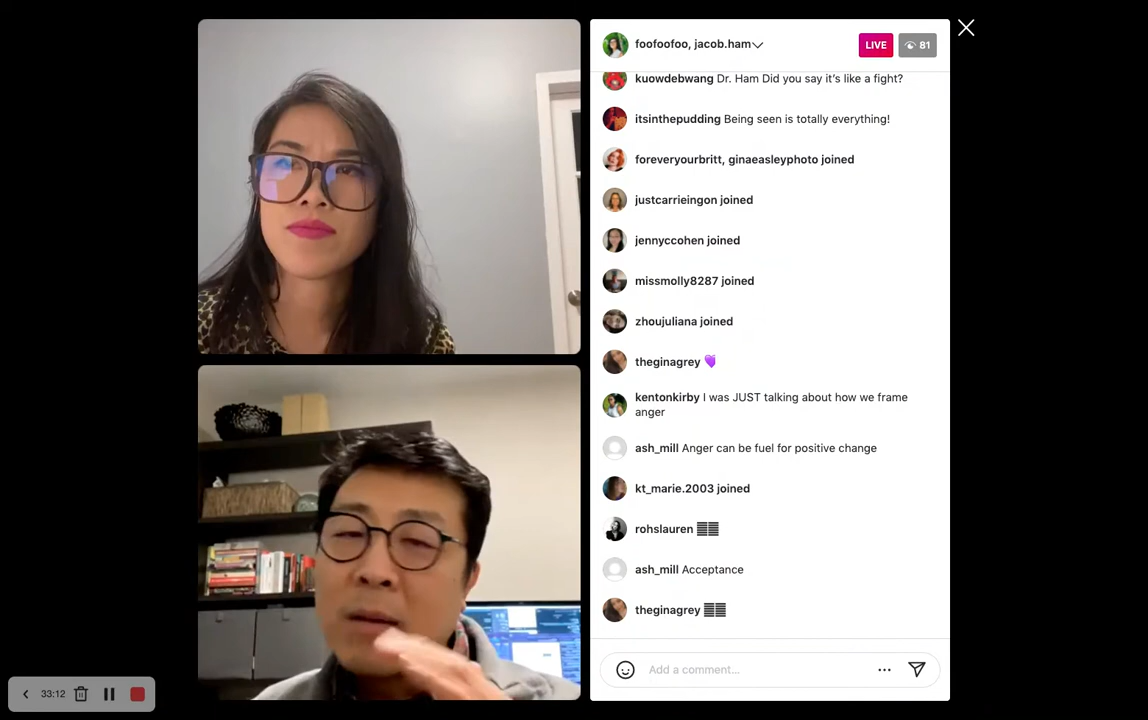 foofoofoo, jacob.ham
LIVE
81
kuowdebwang Dr. Ham Did you say it's like a fight?
itsinthepudding Being seen is totally everything!
foreveryourbritt, ginaeasleyphoto joined
justcarrieingon joined
jennyccohen joined
missmolly8287 joined
zhoujuliana joined
theginagrey 💜
kentonkirby I was JUST talking about how we frame
anger
ash_mill Anger can be fuel for positive change
kt_marie.2003 joined
rohslauren
ash_mill Acceptance
theginagrey
Add a comment...
33:12